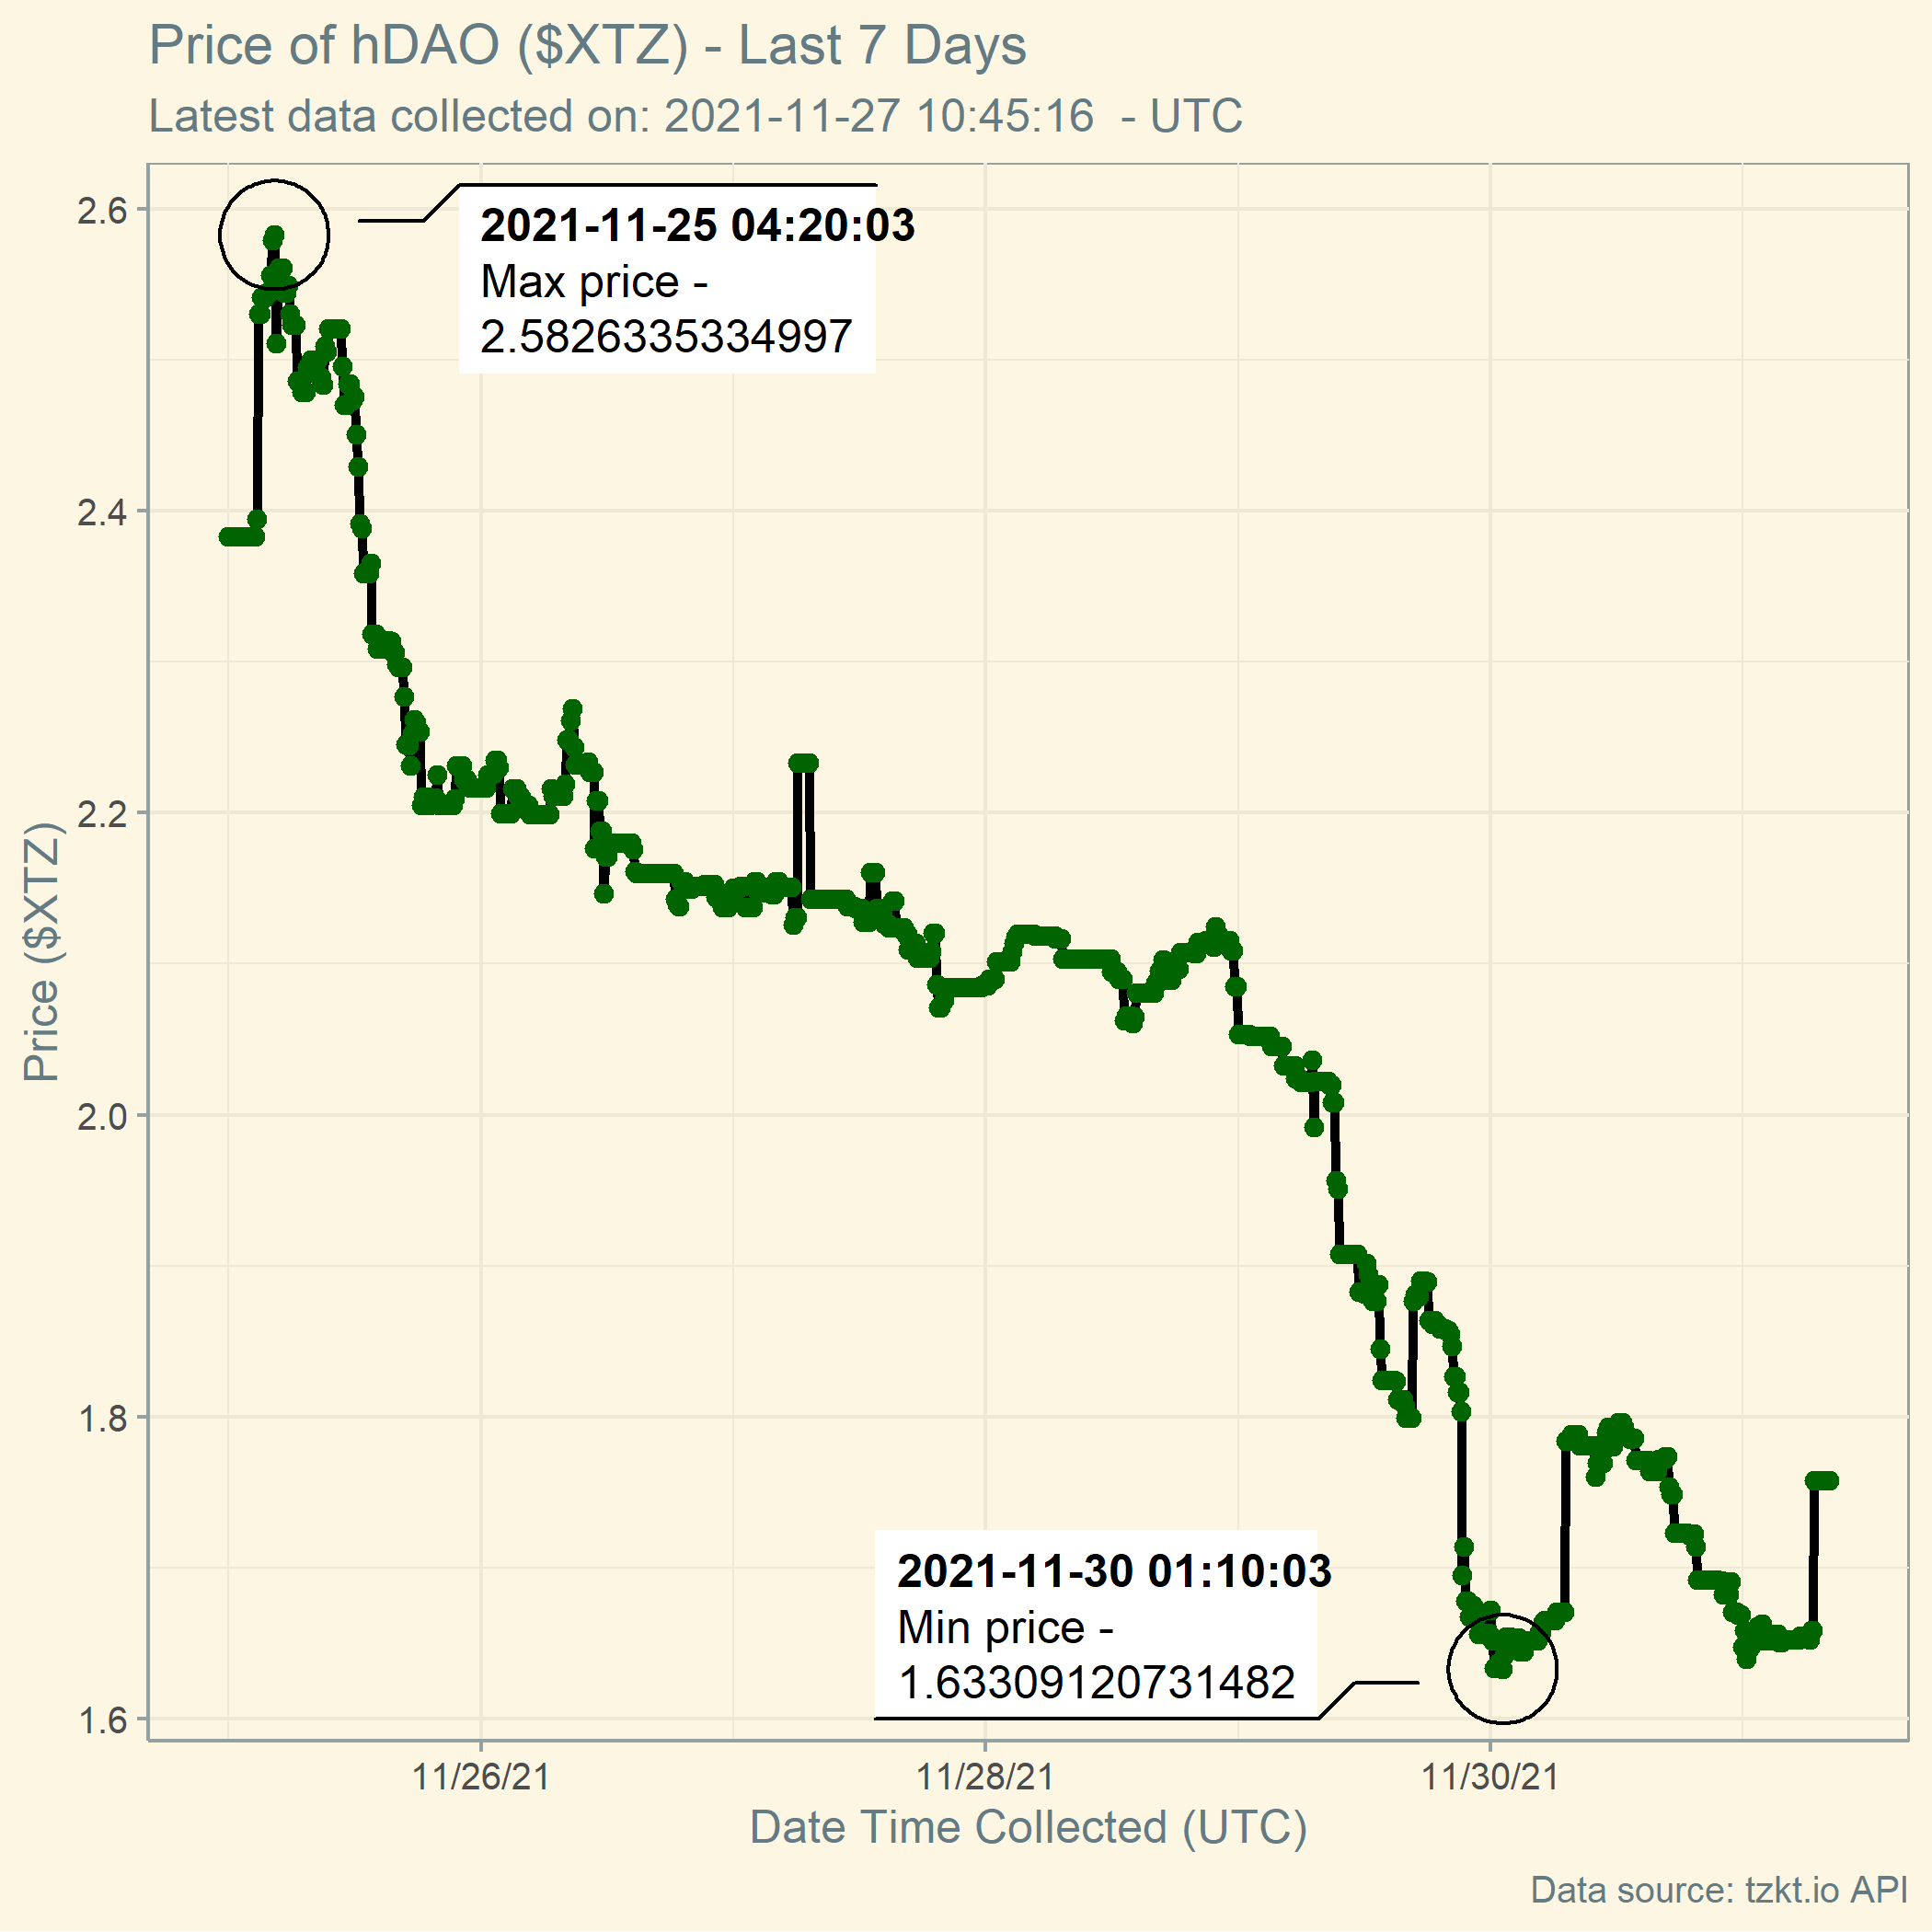 Price of hDAO ($XTZ) - Last 7 Days
Latest data collected on: 2021-11-27 10:45:16  - UTC
2021-11-25 04:20:03
Max price -
2.5826335334997
2.6
2.4
2.2
2.0
1.8
1.6
Price ($XTZ)
2021-11-30 01:10:03
Min price -
1.63309120731482
11/26/21
11/28/21
11/30/21
Date Time Collected (UTC)
Data source: tzkt.io API